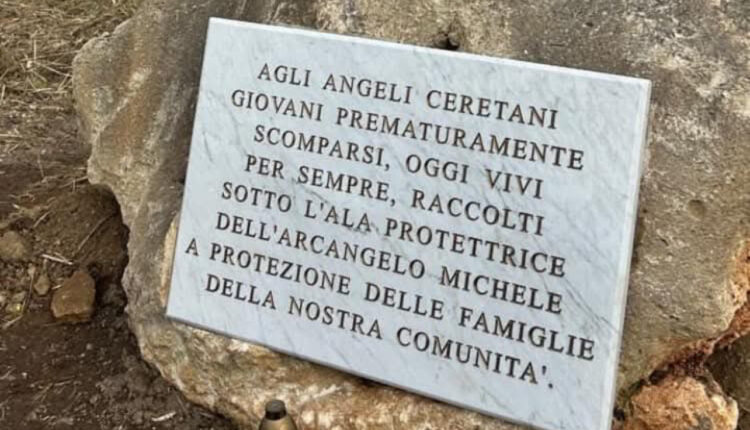 AGLI ANGELI CERETANI
GIOVANI PREMATURAMENTE
SCOMPARSI, OGGI VIVI
PER SEMPRE, RACCOLTI
SOTTO L'ALA PROTETTRICE
DELL'ARCANGELO MICHELE
A PROTEZIONE DELLE FAMIGLIE
DELLA NOSTRA COMUNITA'.